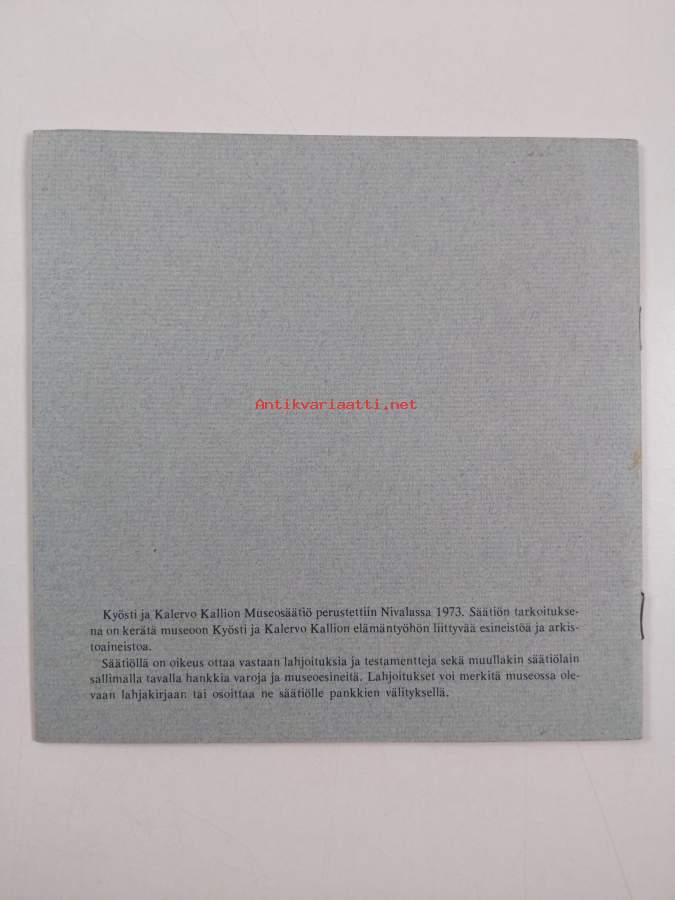 Antikvariaatti.net
Kyösti ja Kalervo Kallion Museosäätiö perustettiin Nivalassa 1973. Säätiön tarkoitukse-
na on kerätä museoon Kyösti ja Kalervo Kallion elämäntyöhön liittyvää esineistöä ja arkis-
toaineistoa.
Säätiöllä on oikeus ottaa vastaan lahjoituksia ja testamentteja sekä muullakin säätiölain
sallimalla tavalla hankkia varoja ja museoesineitä. Lahjoitukset voi merkitä museossa ole-
vaan lahjakirjaan tai osoittaa ne säätiölle pankkien välityksellä.